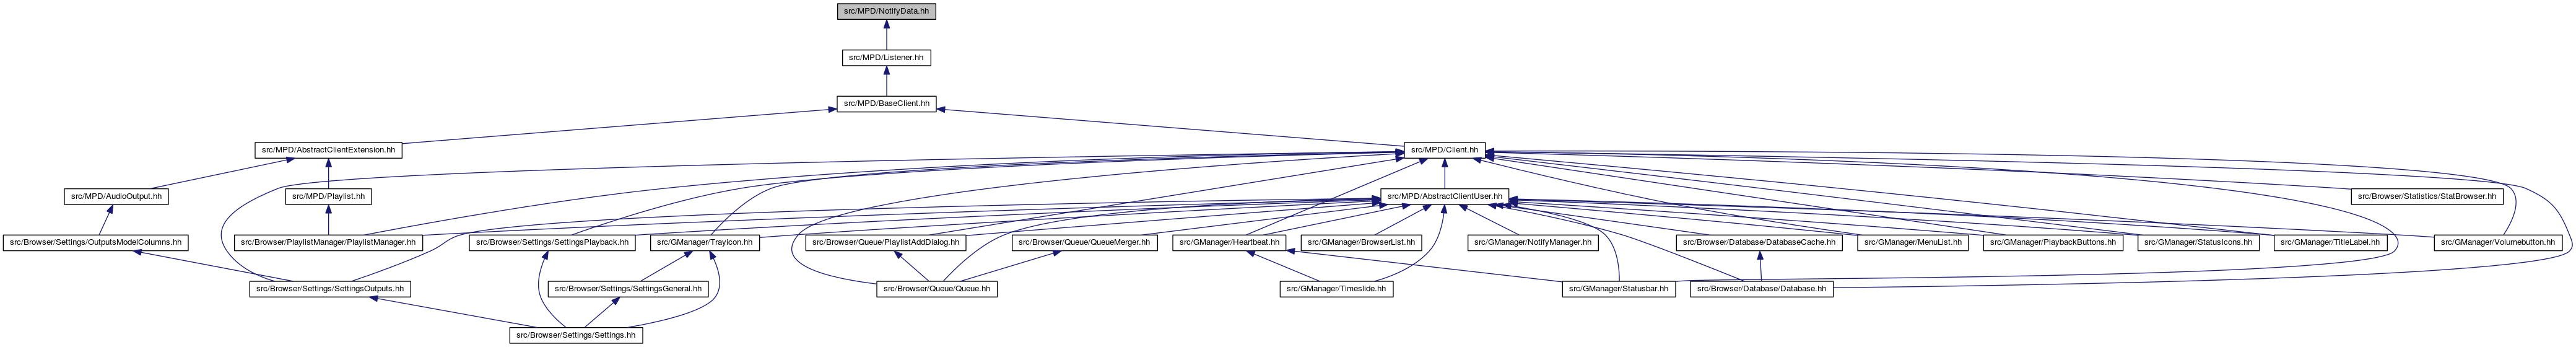 src/MPD/NotifyData.hh
src/MPD/Listener.hh
src/MPD/BaseClient.hh
src/MPD/AbstractClientExtension.hh
src/MPD/Client.hh
src/MPD/AudioOutput.hh
src/MPD/Playlist.hh
src/MPD/AbstractClientUser.hh
src/Browser/Statistics/StatBrowser.hh
src/Browser/Settings/OutputsModelColumns.hh
src/Browser/PlaylistManager/PlaylistManager.hh
src/Browser/Settings/SettingsPlayback.hh
src/GManager/Trayicon.hh
src/Browser/Queue/PlaylistAddDialog.hh
src/Browser/Queue/QueueMerger.hh
src/GManager/Heartbeat.hh
src/GManager/BrowserList.hh
src/GManager/NotifyManager.hh
src/Browser/Database/DatabaseCache.hh
src/GManager/MenuList.hh
src/GManager/PlaybackButtons.hh
src/GManager/StatusIcons.hh
src/GManager/TitleLabel.hh
src/GManager/Volumebutton.hh
src/Browser/Settings/SettingsOutputs.hh
src/Browser/Settings/SettingsGeneral.hh
src/Browser/Queue/Queue.hh
src/GManager/Timeslide.hh
src/GManager/Statusbar.hh
src/Browser/Database/Database.hh
src/Browser/Settings/Settings.hh